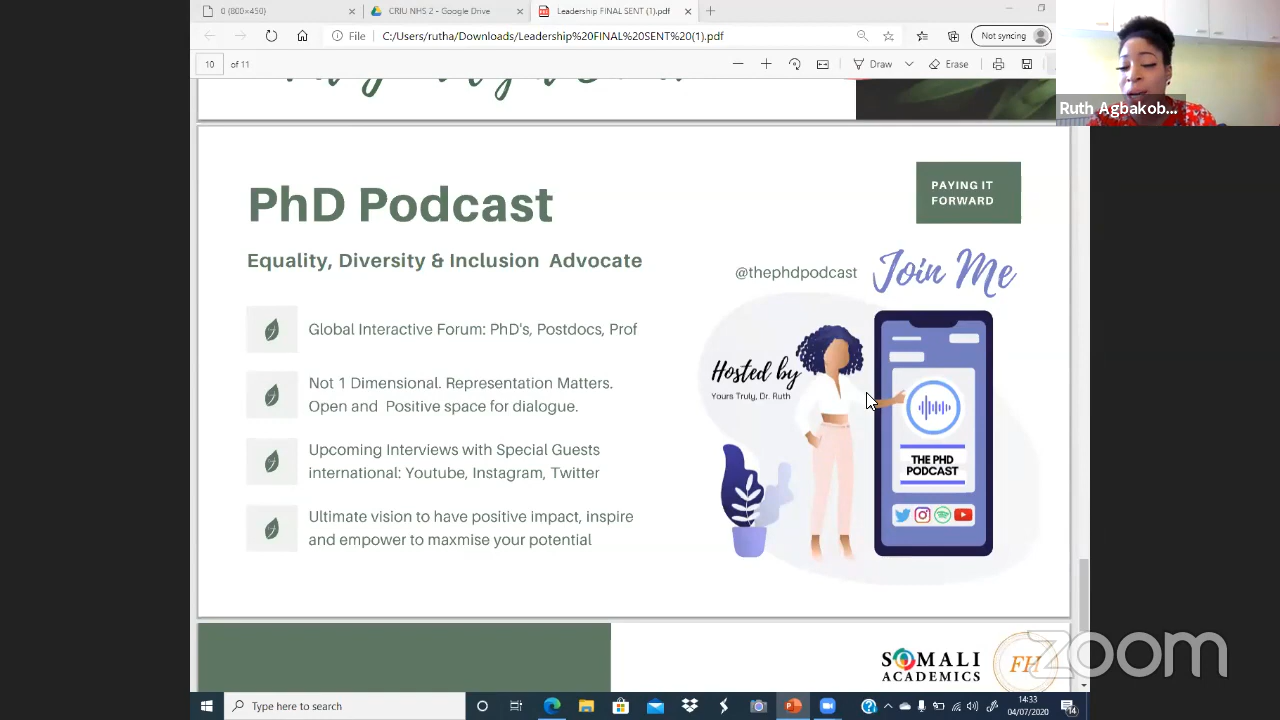 0 (800×450)
CRIU NHS 2 - Google Drive
Leadership FINAL SENT (1).pdf
File
C:/Users/rutha/Downloads/Leadership%20FINAL%20SENT%20(1).pdf
Not syncing
10 of 11
Draw
Erase
Ruth Agbakob...
PhD Podcast
PAYING IT
FORWARD
Equality, Diversity & Inclusion Advocate
@thephdpodcast
Join Me
Global Interactive Forum: PhD's, Postdocs, Prof
Not 1 Dimensional. Representation Matters.
Open and Positive space for dialogue.
Upcoming Interviews with Special Guests
international: Youtube, Instagram, Twitter
Ultimate vision to have positive impact, inspire
and empower to maxmise your potential
Hosted by
Yours Truly, Dr. Ruth
THE PHD
PODCAST
SOMALI
ACADEMICS
FH
zoom
Type here to search
14:33
04/07/2020
14